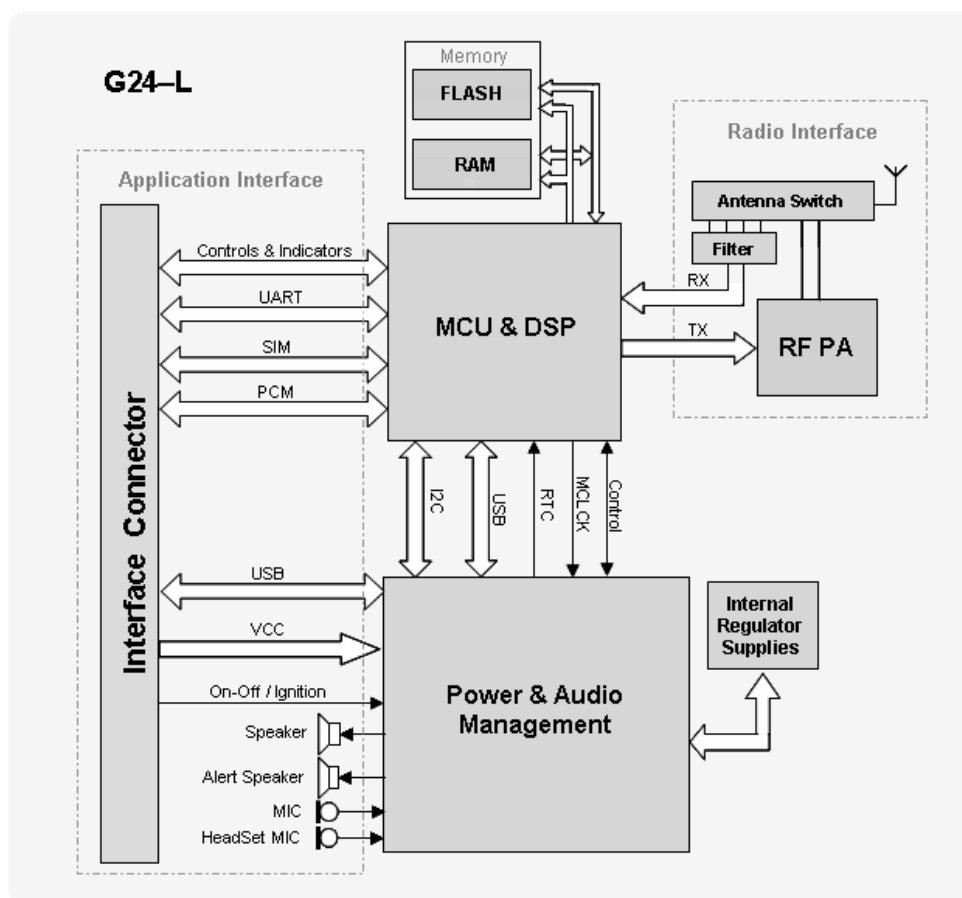 G24–L
Memory
FLASH
RAM
Application Interface
Radio Interface
Antenna Switch
Filter
RX
TX
RF PA
MCU & DSP
Controls & Indicators
UART
SIM
PCM
Interface Connector
I2C
USB
RTC
MCLCK
Control
USB
VCC
On-Off / Ignition
Speaker
Alert Speaker
MIC
HeadSet MIC
Power & Audio
Management
Internal
Regulator
Supplies